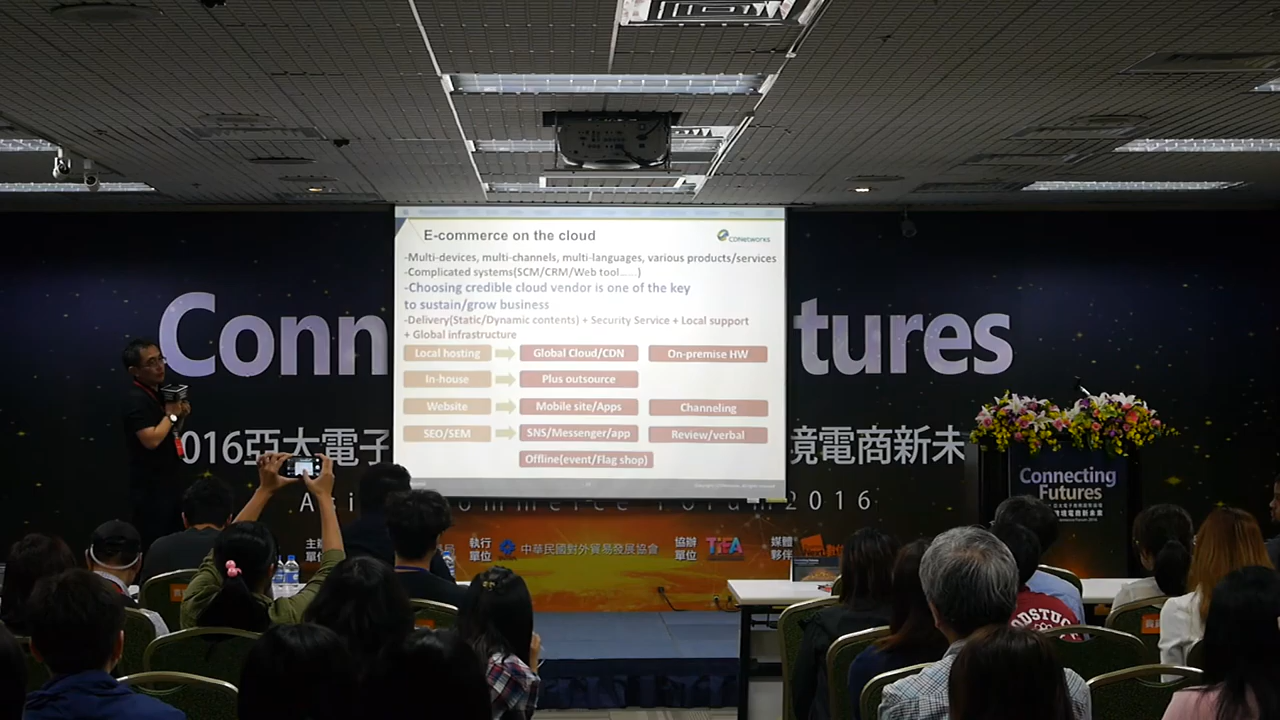 E-commerce on the cloud
CDNetworks
-Multi-devices, multi-channels, multi-languages, various products/services
-Complicated systems(SCM/CRM/Web tool......)
-Choosing credible cloud vendor is one of the key
to sustain/grow business
-Delivery(Static/Dynamic contents) + Security Service + Local support
+ Global infrastructure
Local hosting
Global Cloud/CDN
On-premise HW
In-house
Plus outsource
Website
Mobile site/Apps
Channeling
SEO/SEM
SNS/Messenger/app
Review/verbal
Offline(event/Flag shop)
Conn
tures
016亞太電子
境電商新未
Asi
ommerce Forum 2016
執行
單位
中華民國對外貿易發展協會
協辦
單位
TiEA
媒體
夥伴
Connecting
Futures